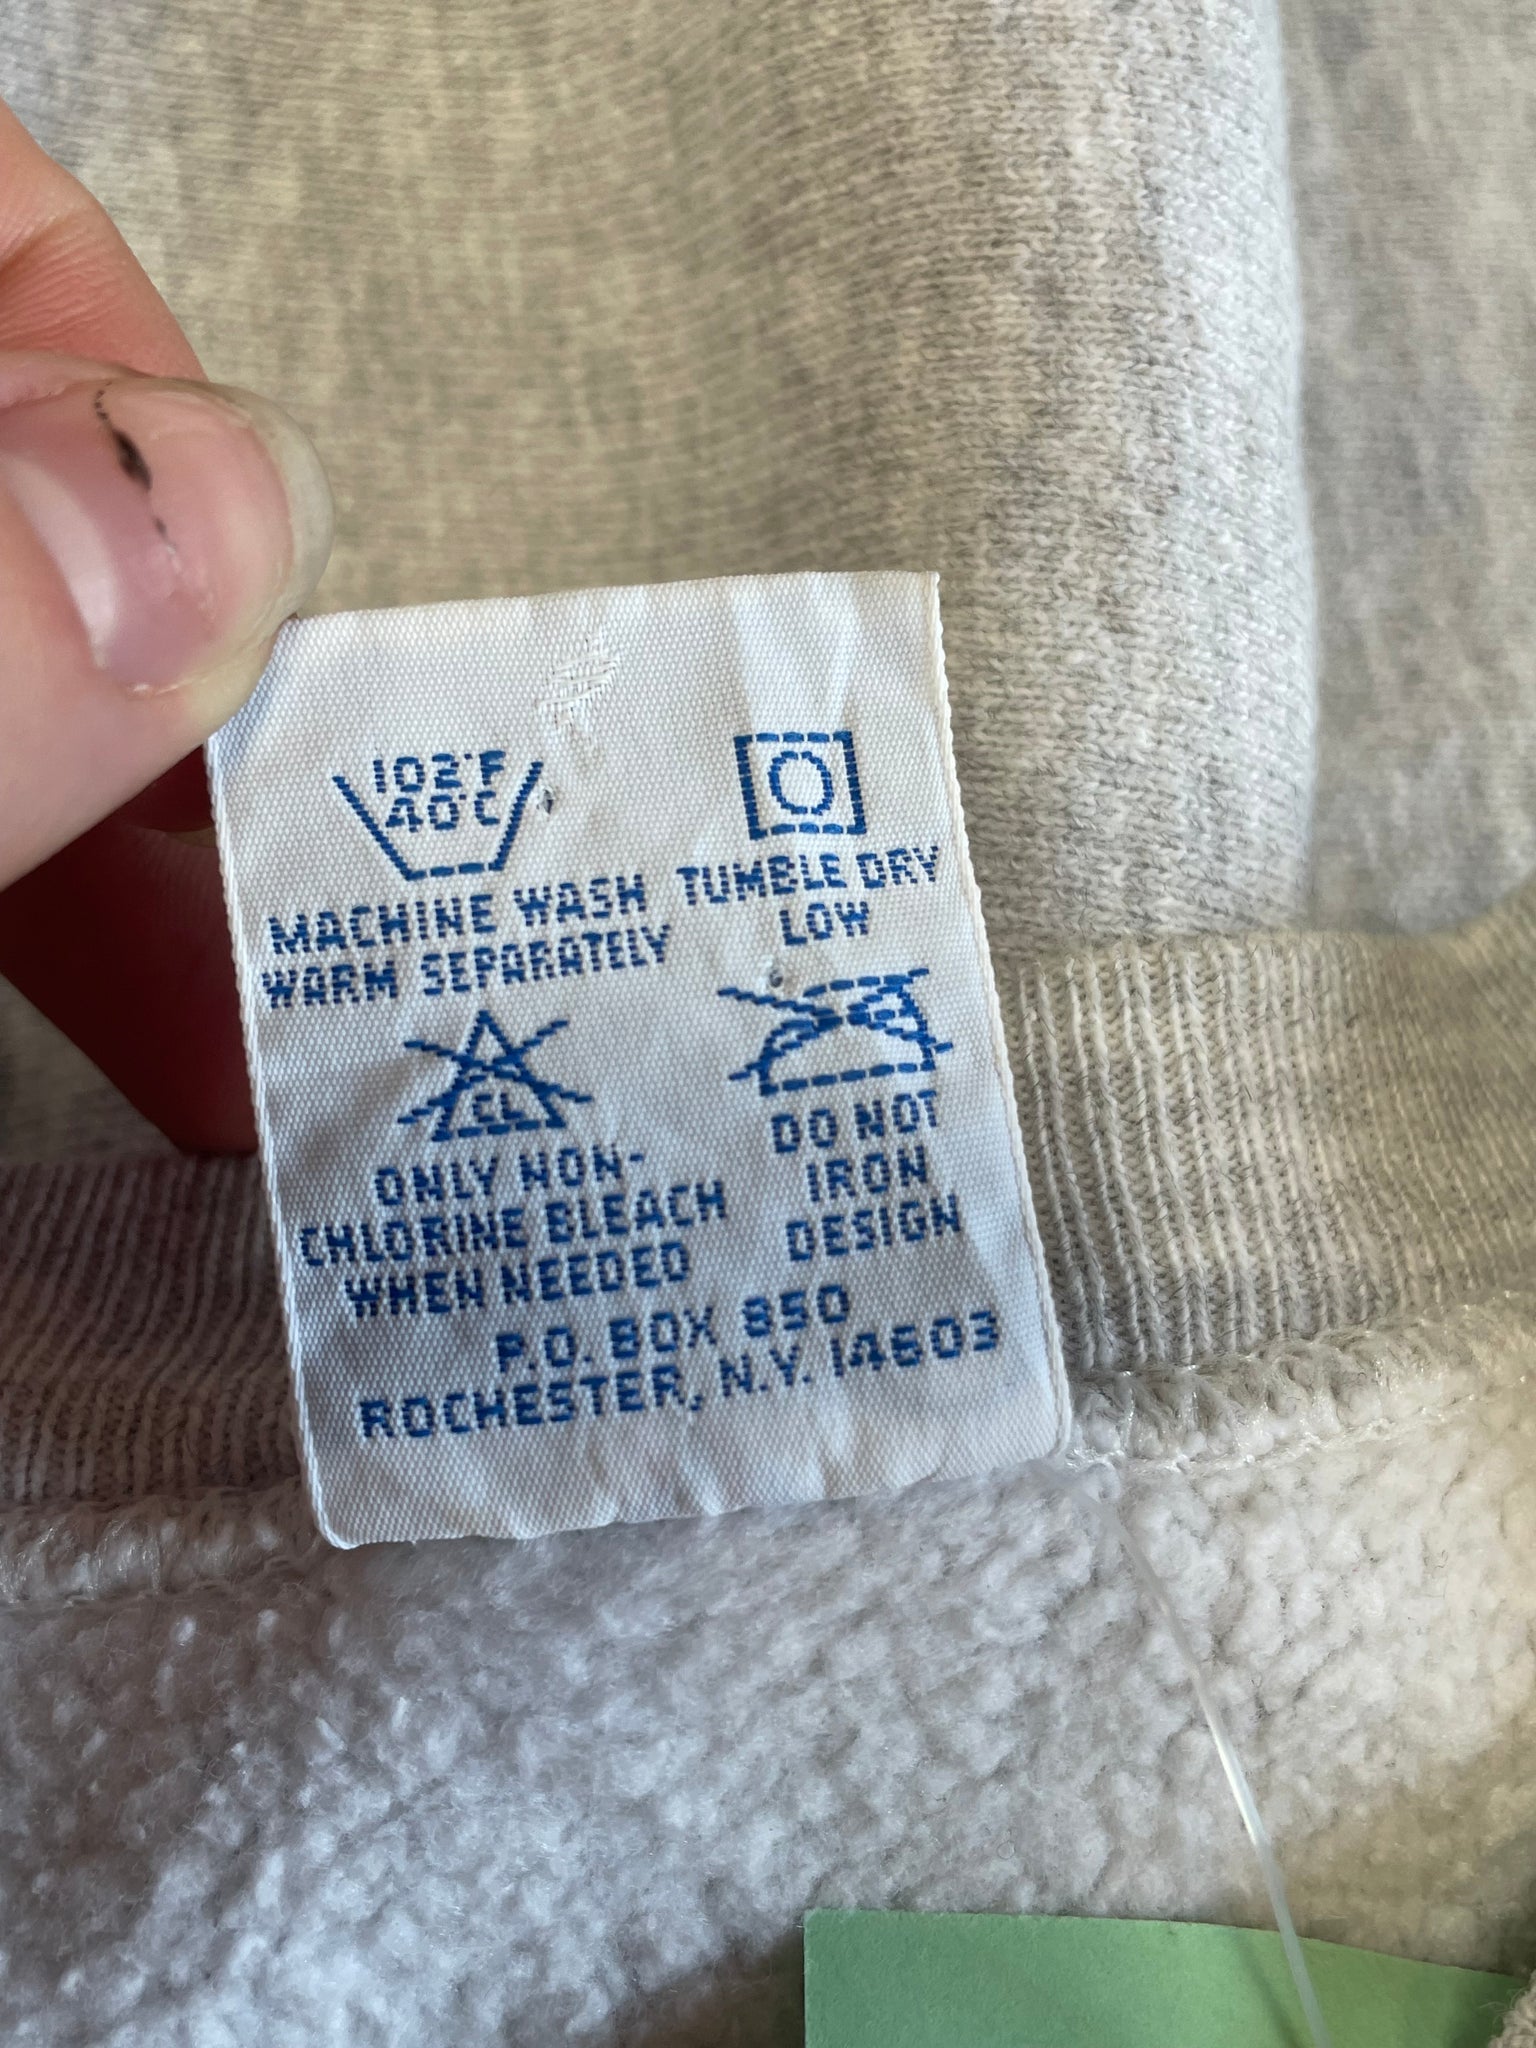 102°F
40°C
MACHINE WASH
WARM SEPARATELY
TUMBLE DRY
LOW
CL
ONLY NON-
CHLORINE BLEACH
WHEN NEEDED
DO NOT
IRON
DESIGN
P.O. BOX 850
ROCHESTER, N.Y. 14603